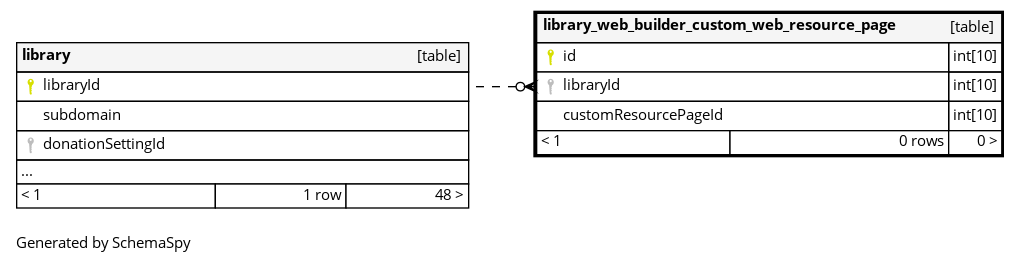 library [table]
libraryId
subdomain
donationSettingId
...
< 1 1 row 48 >
library_web_builder_custom_web_resource_page [table]
id int[10]
libraryId int[10]
customResourcePageId int[10]
< 1 0 rows 0 >
Generated by SchemaSpy